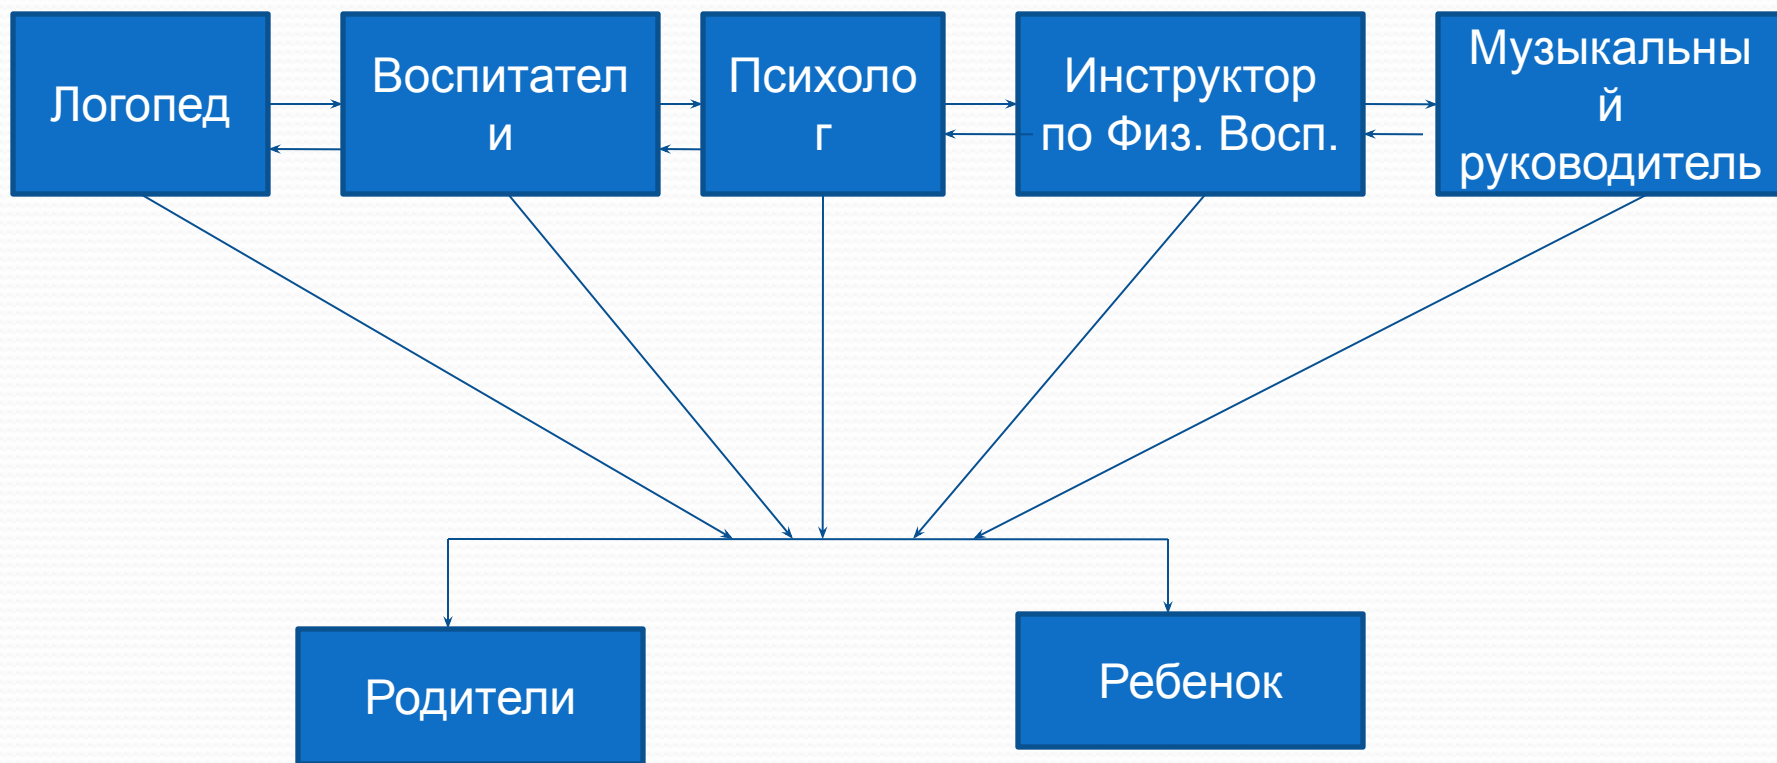 Логопед
Воспитател
и
Психоло
г
Инструктор
по Физ. Восп.
Музыкальны
й
руководитель
Родители
Ребенок